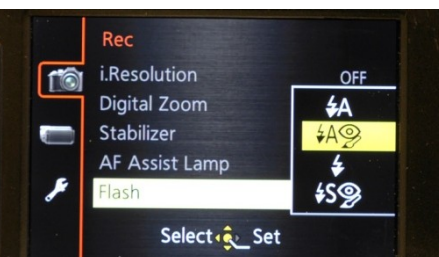 Rec
i.Resolution OFF
Digital Zoom
Stabilizer
AF Assist Lamp
Flash
A
A
S
Select Set